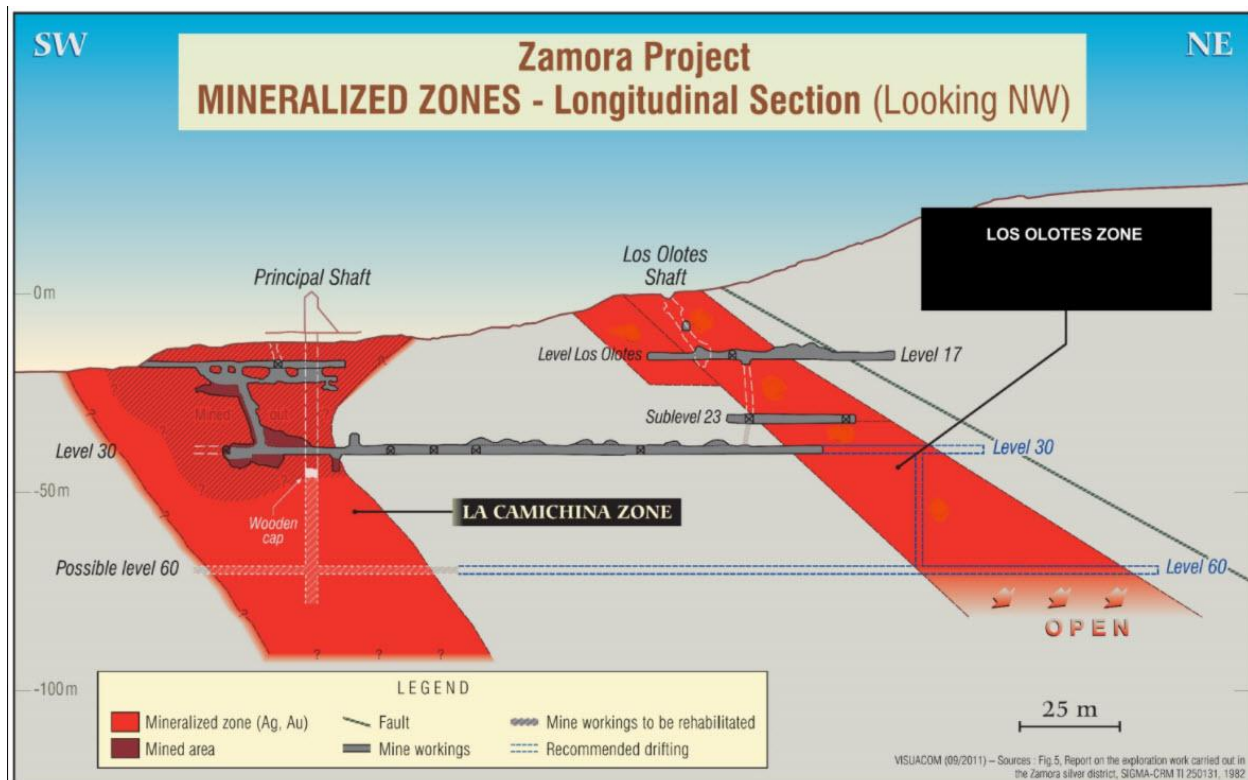 SW
NE
Zamora Project
MINERALIZED ZONES - Longitudinal Section (Looking NW)
LOS OLOTES ZONE
Los Olotes
Shaft
Principal Shaft
0m
Level Los Olotes
Level 17
Mined out ?
Sublevel 23
Level 30
Level 30
-50m
Wooden
cap
LA CAMICHINA ZONE
Possible level 60
Level 60
OPEN
? ? ? ?
-100m
LEGEND
Mineralized zone (Ag, Au)
Fault
Mine workings to be rehabilitated
Mined area
Mine workings
Recommended drifting
25 m
VISUACOM (09/2011) – Sources : Fig.5, Report on the exploration work carried out in
the Zamora silver district, SIGMA-CRM TI 250131, 1982